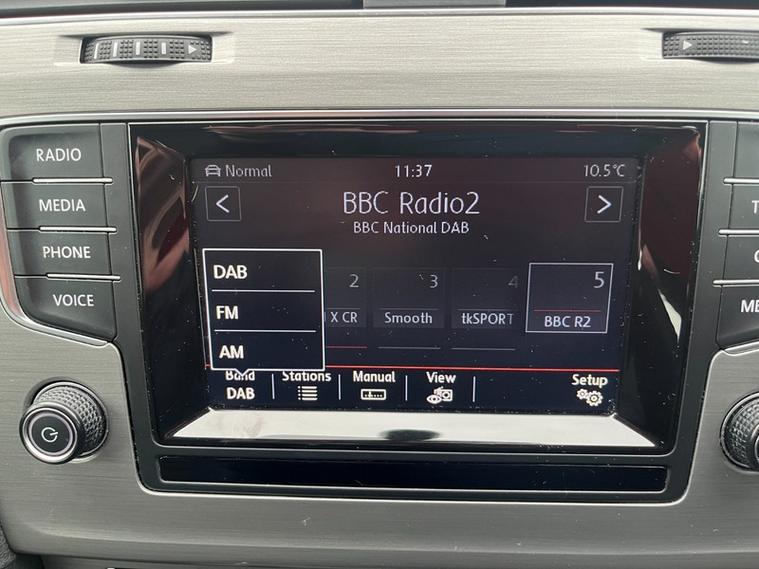 RADIO
MEDIA
PHONE
VOICE
Normal 11:37 10.5°C
BBC Radio2
BBC National DAB
DAB
FM
AM
2
X CR
3
Smooth
4
tkSPORT
5
BBC R2
Band
DAB
Stations
Manual
View
Setup